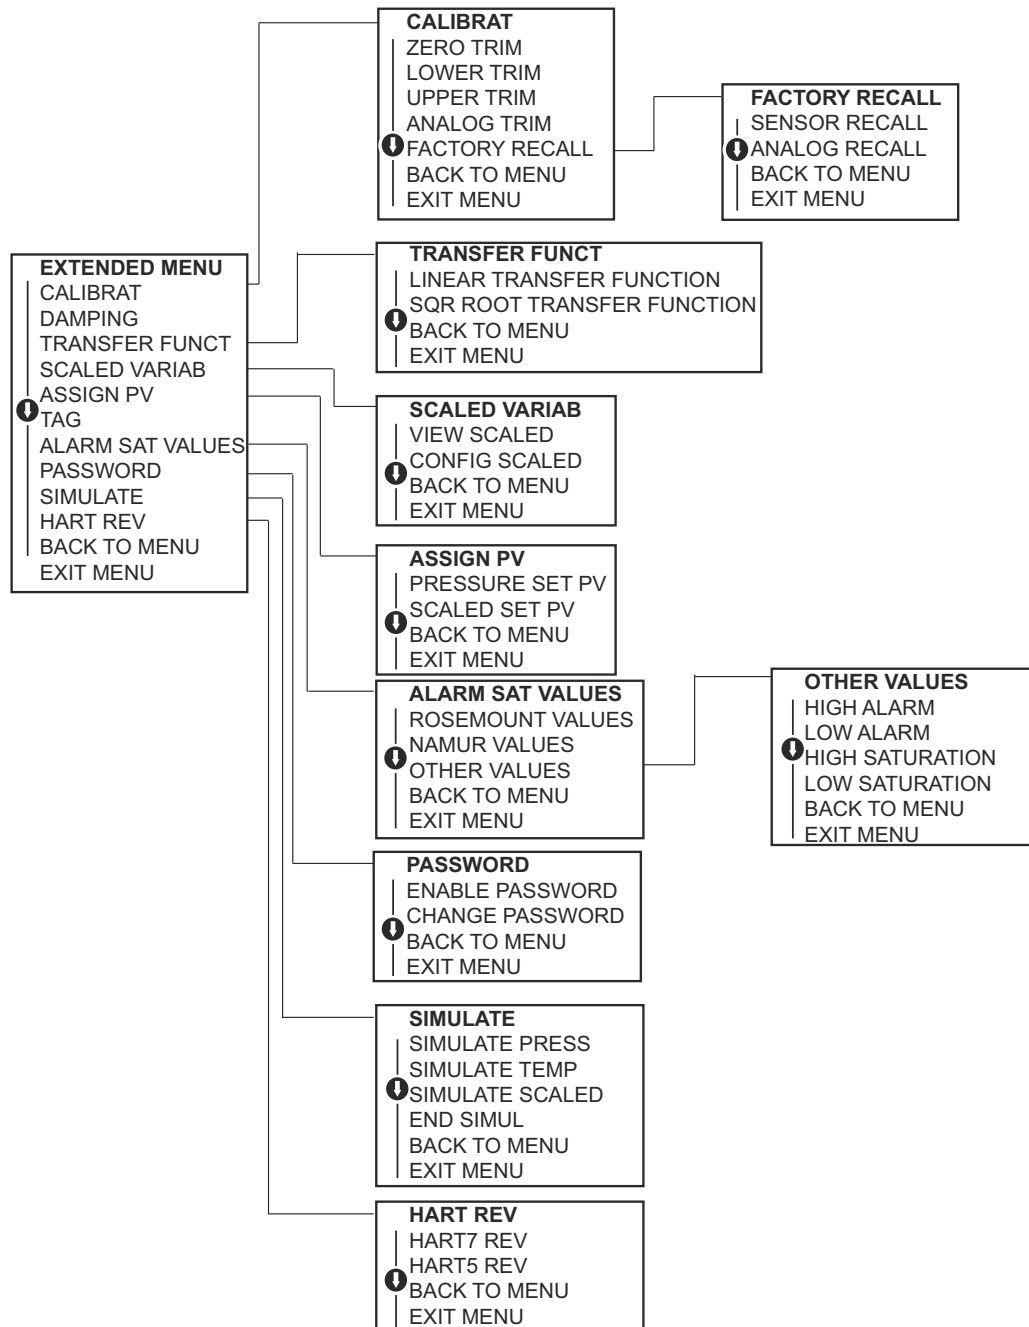 CALIBRAT
ZERO TRIM
LOWER TRIM
UPPER TRIM
ANALOG TRIM
FACTORY RECALL
BACK TO MENU
EXIT MENU
FACTORY RECALL
SENSOR RECALL
ANALOG RECALL
BACK TO MENU
EXIT MENU
EXTENDED MENU
CALIBRAT
DAMPING
TRANSFER FUNCT
SCALED VARIAB
ASSIGN PV
TAG
ALARM SAT VALUES
PASSWORD
SIMULATE
HART REV
BACK TO MENU
EXIT MENU
TRANSFER FUNCT
LINEAR TRANSFER FUNCTION
SQR ROOT TRANSFER FUNCTION
BACK TO MENU
EXIT MENU
SCALED VARIAB
VIEW SCALED
CONFIG SCALED
BACK TO MENU
EXIT MENU
ASSIGN PV
PRESSURE SET PV
SCALED SET PV
BACK TO MENU
EXIT MENU
ALARM SAT VALUES
ROSEMOUNT VALUES
NAMUR VALUES
OTHER VALUES
BACK TO MENU
EXIT MENU
OTHER VALUES
HIGH ALARM
LOW ALARM
HIGH SATURATION
LOW SATURATION
BACK TO MENU
EXIT MENU
PASSWORD
ENABLE PASSWORD
CHANGE PASSWORD
BACK TO MENU
EXIT MENU
SIMULATE
SIMULATE PRESS
SIMULATE TEMP
SIMULATE SCALED
END SIMUL
BACK TO MENU
EXIT MENU
HART REV
HART7 REV
HART5 REV
BACK TO MENU
EXIT MENU